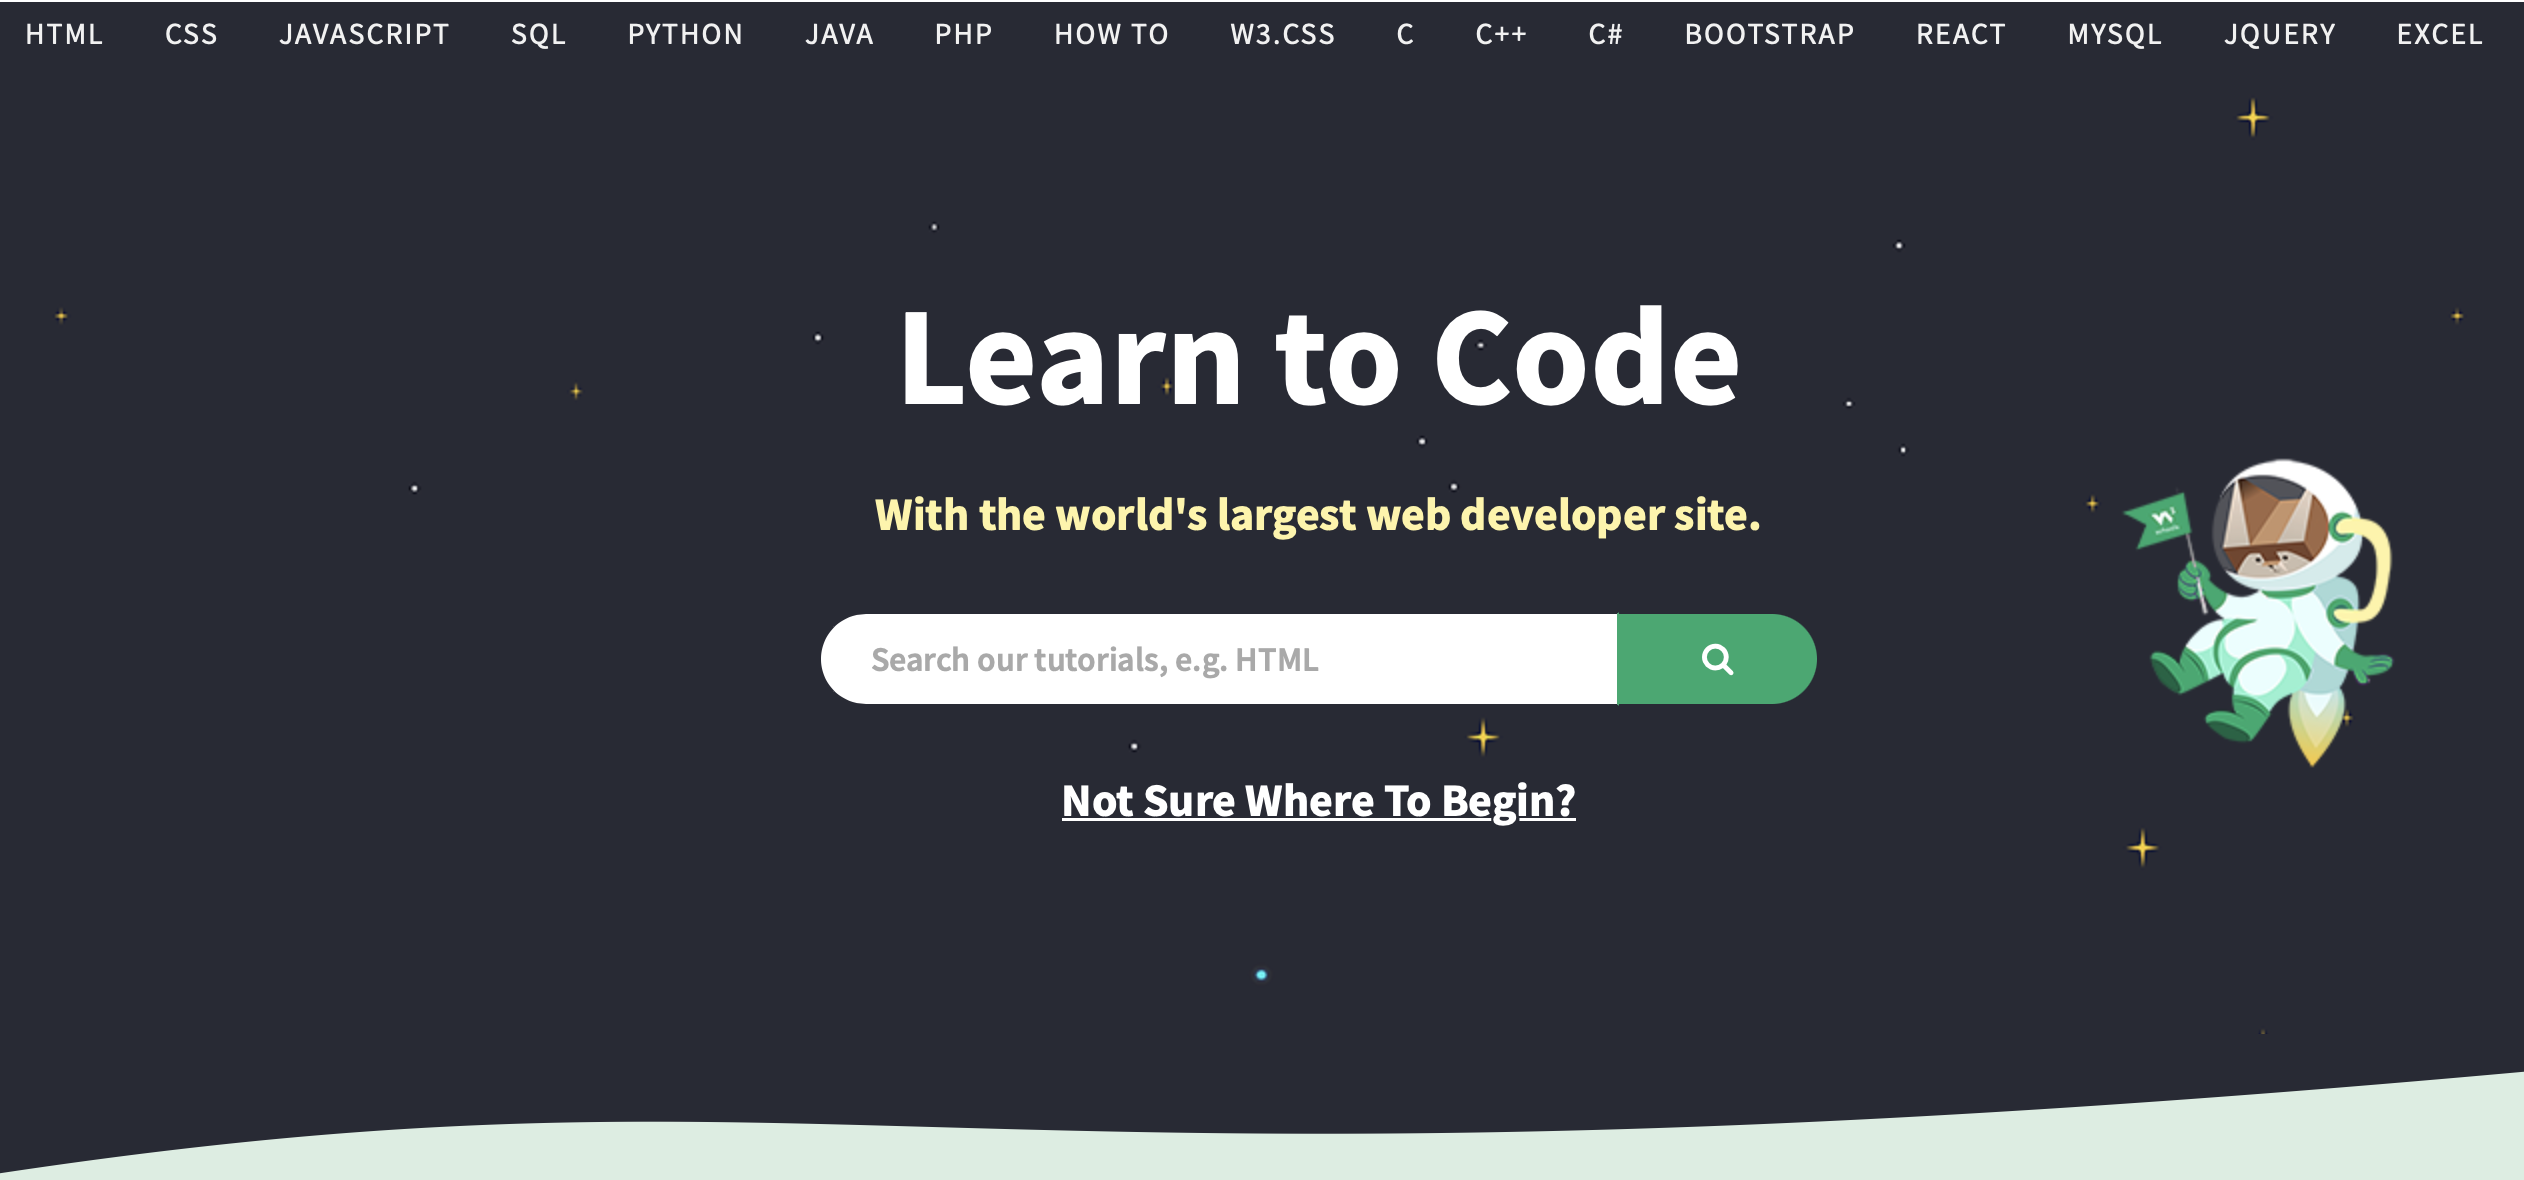 HTML CSS JAVASCRIPT SQL PYTHON JAVA PHP HOW TO W3.CSS C C++ C# BOOTSTRAP REACT MYSQL JQUERY EXCEL
Learn to Code
With the world's largest web developer site.
Search our tutorials, e.g. HTML
Not Sure Where To Begin?